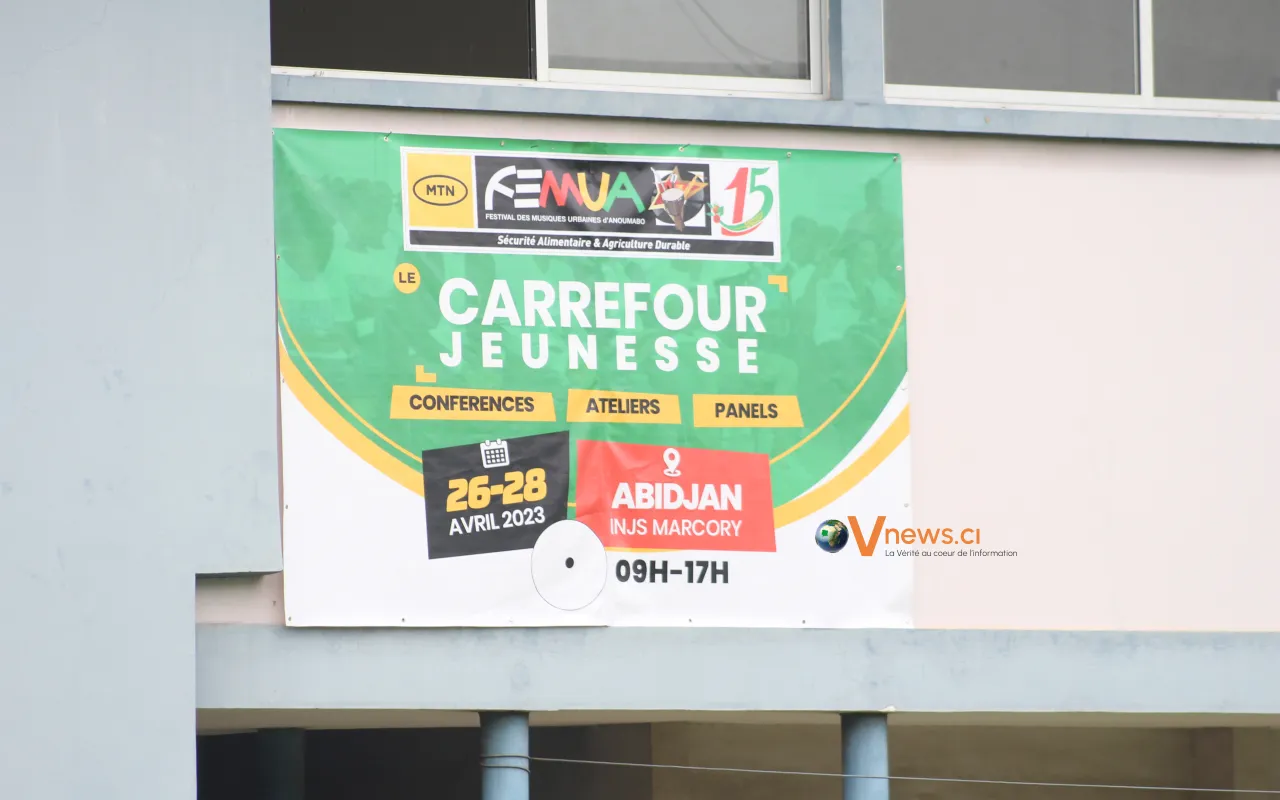 MTN
FEMUA
15
FESTIVAL DES MUSIQUES URBAINES d'ANOUMABO
Sécurité Alimentaire & Agriculture Durable
LE
CARREFOUR
JEUNESSE
CONFERENCES ATELIERS PANELS
26-28
AVRIL 2023
ABIDJAN
INJS MARCORY
09H-17H
Vnews.ci
La Vérité au coeur de l'information